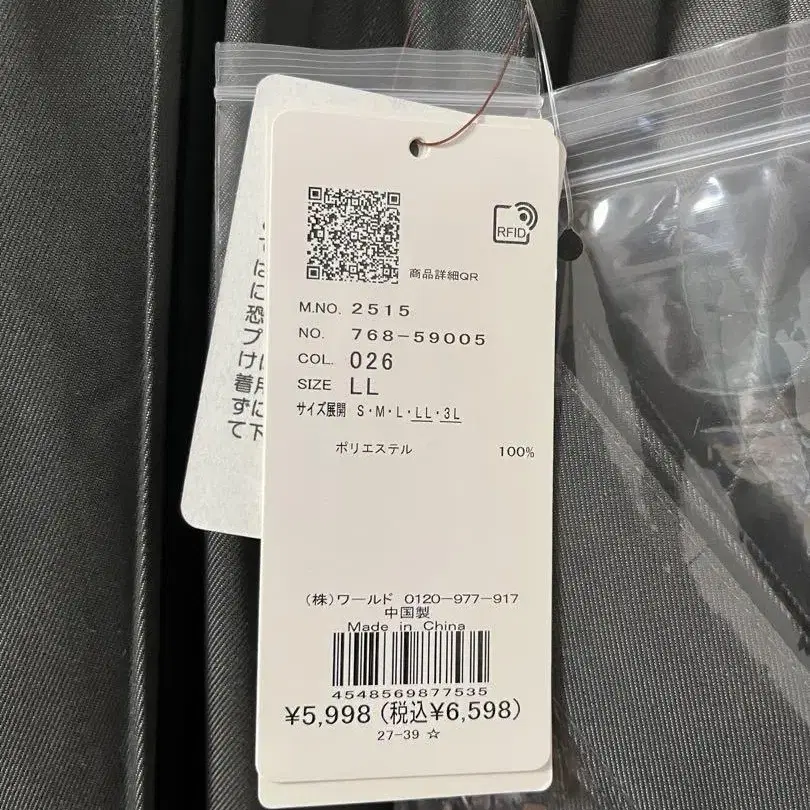 RFID
商品詳細QR
M.NO. 2515
NO. 768-59005
COL. 026
SIZE LL
サイズ展開 S・M・L・LL・3L
ポリエステル 100%
(株)ワールド 0120-977-917
中国製
Made in China
4548569877535
¥5,998 (税込¥6,598)
27-39 ☆